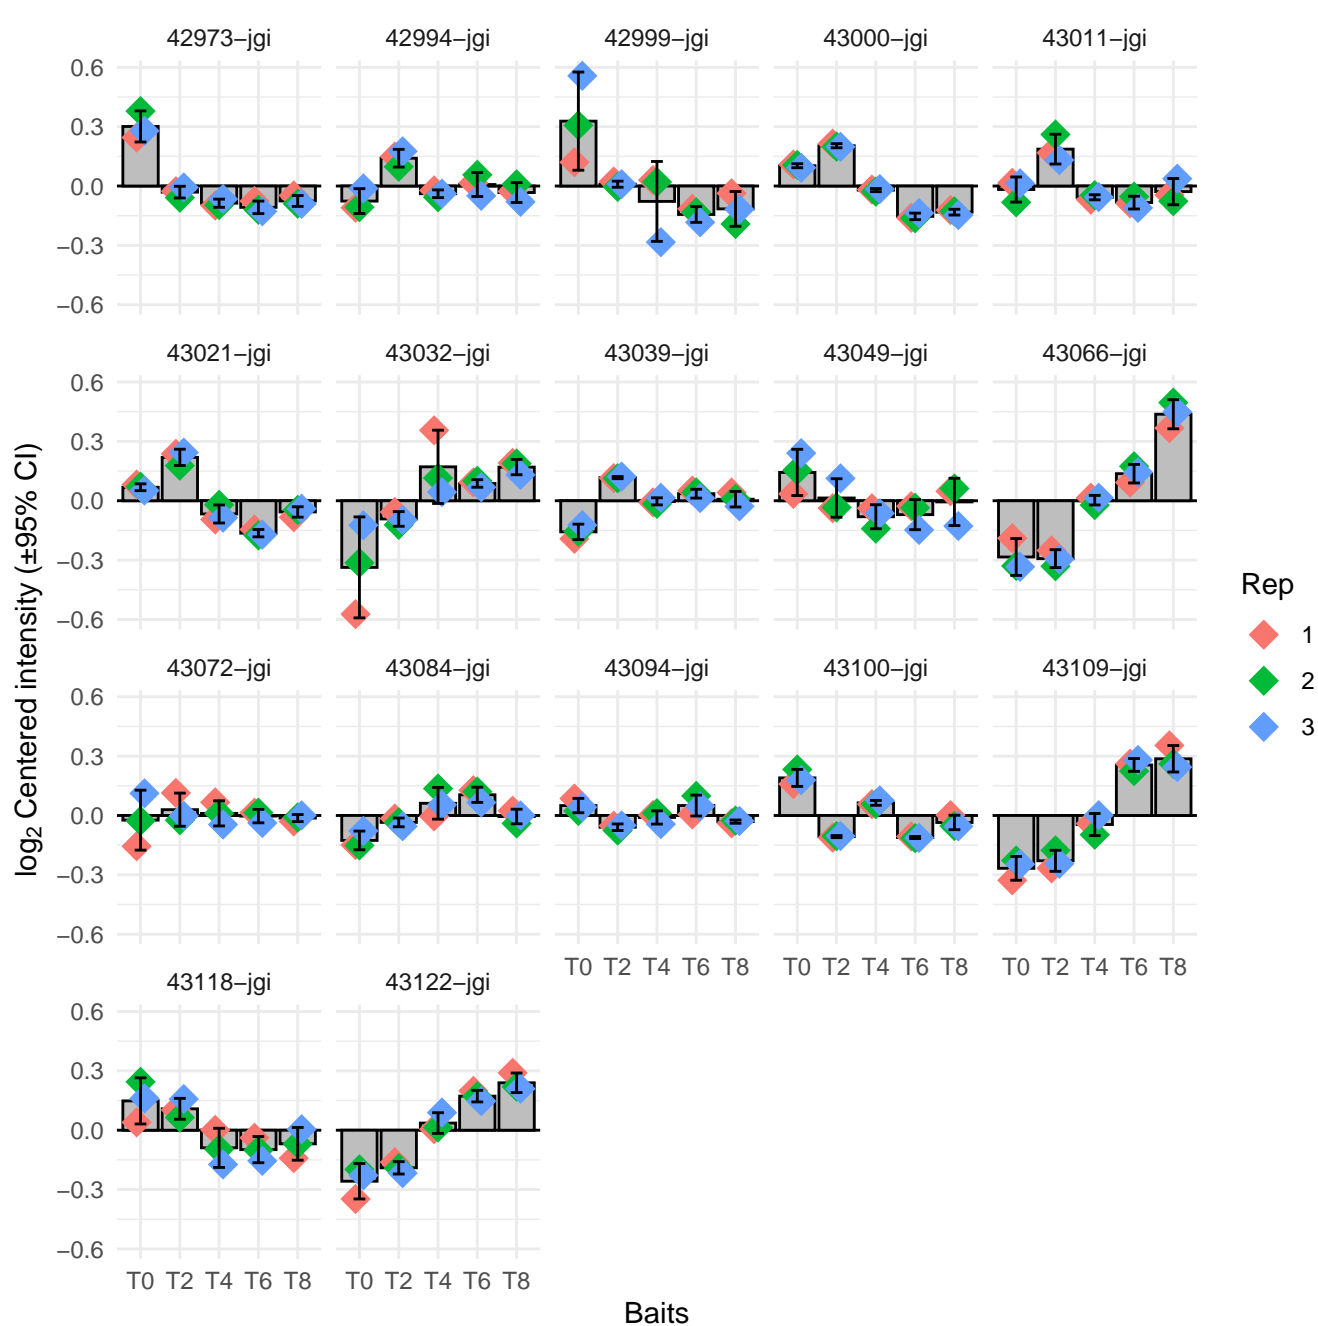 42973–jgi 42994–jgi 42999–jgi 43000–jgi 43011–jgi
0.6
0.3
0.0
−0.3
−0.6
43021–jgi 43032–jgi 43039–jgi 43049–jgi 43066–jgi
0.6
0.3
0.0
−0.3
−0.6
43072–jgi 43084–jgi 43094–jgi 43100–jgi 43109–jgi
0.6
0.3
0.0
−0.3
−0.6
T0 T2 T4 T6 T8 T0 T2 T4 T6 T8 T0 T2 T4 T6 T8
43118–jgi 43122–jgi
0.6
0.3
0.0
−0.3
−0.6
T0 T2 T4 T6 T8 T0 T2 T4 T6 T8
Baits
log₂ Centered intensity (±95% CI)
Rep
1
2
3